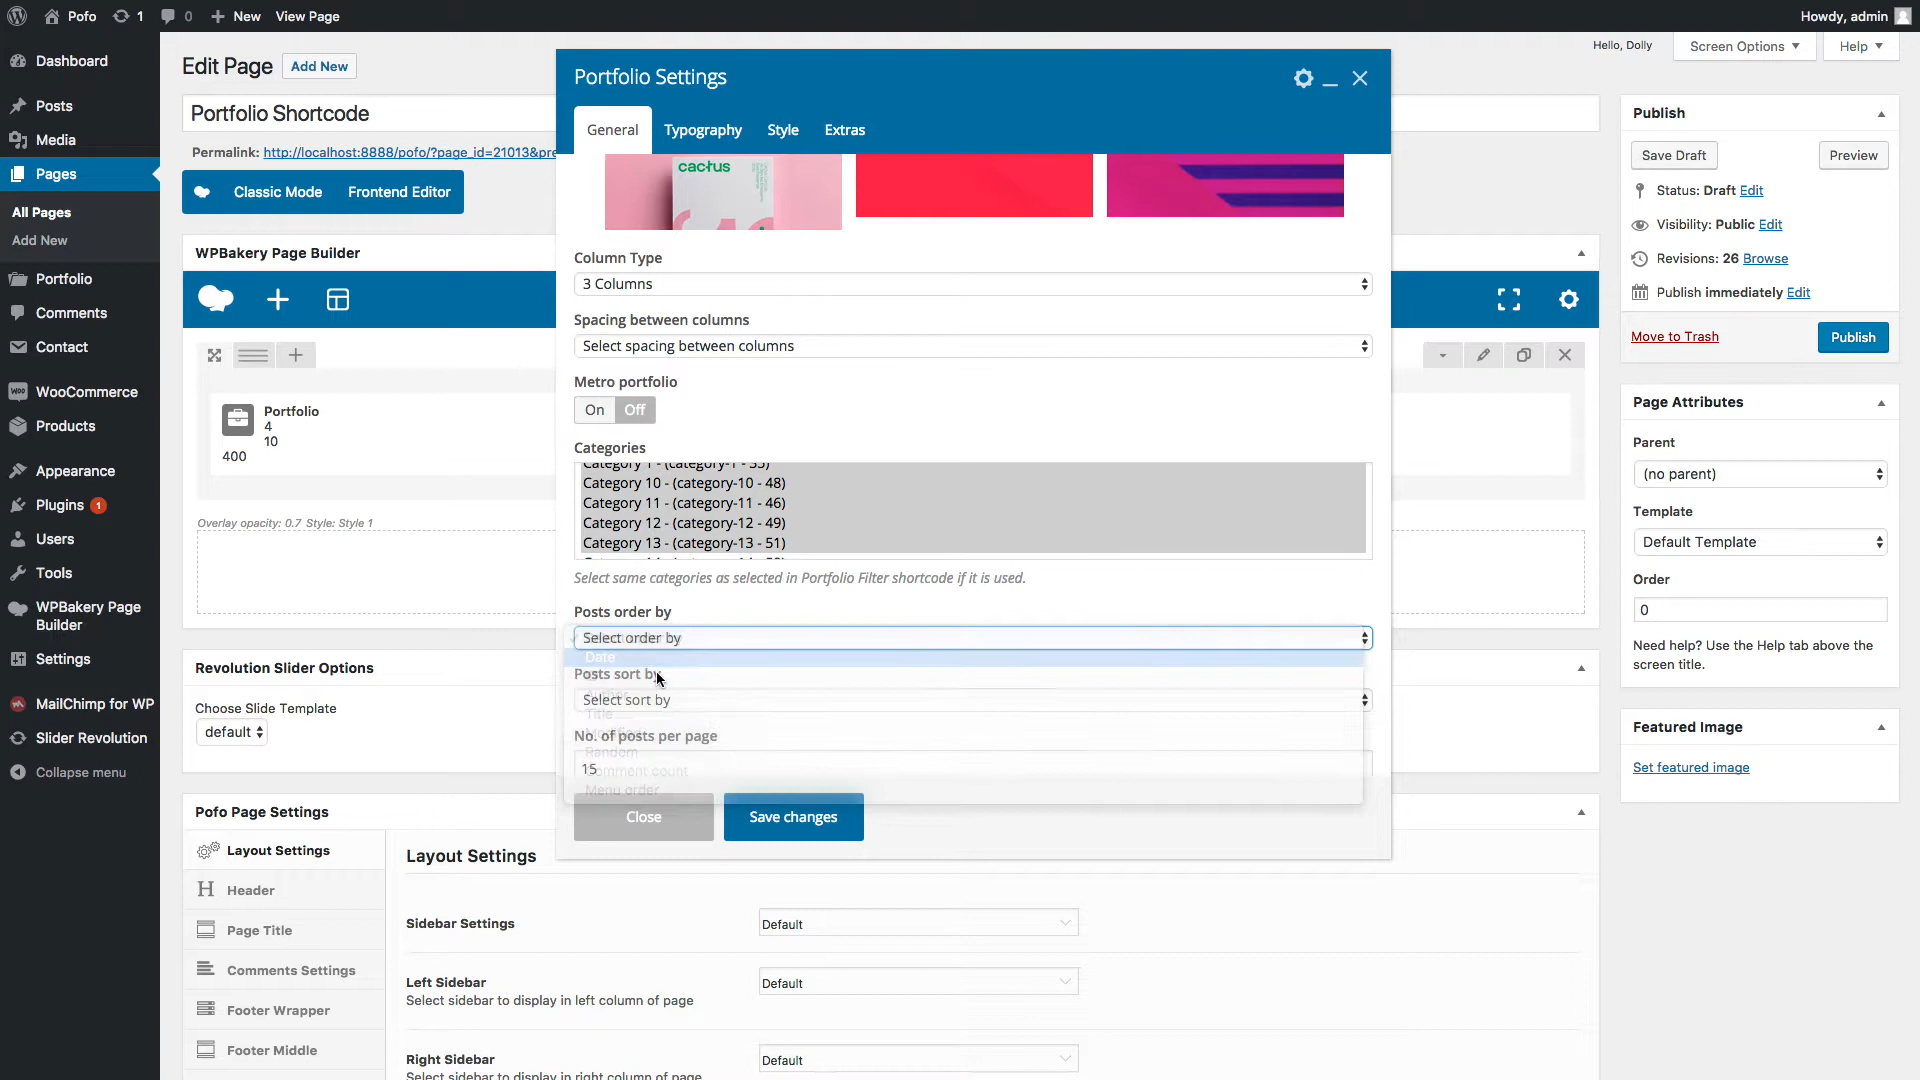 Pofo
1
0
New
View Page
Howdy, admin
Dashboard
Posts
Media
Pages
All Pages
Add New
Portfolio
Comments
Contact
WooCommerce
Products
Appearance
Plugins 1
Users
Tools
WPBakery Page
Builder
Settings
MailChimp for WP
Slider Revolution
Collapse menu
Hello, Dolly
Screen Options
Help
Edit Page
Add New
Portfolio Shortcode
Permalink: http://localhost:8888/pofo/?page_id=21013&pre
Classic Mode
Frontend Editor
WPBakery Page Builder
Portfolio
4
10
400
Overlay opacity: 0.7 Style: Style 1
Revolution Slider Options
Choose Slide Template
default
Pofo Page Settings
Layout Settings
Header
Page Title
Comments Settings
Footer Wrapper
Footer Middle
Layout Settings
Sidebar Settings
Default
Left Sidebar
Select sidebar to display in left column of page
Default
Right Sidebar
Select sidebar to display in right column of page
Default
Portfolio Settings
General
Typography
Style
Extras
cactus
Column Type
3 Columns
Spacing between columns
Select spacing between columns
Metro portfolio
On
Off
Categories
Category 1 - (category-1 - 35)
Category 10 - (category-10 - 48)
Category 11 - (category-11 - 46)
Category 12 - (category-12 - 49)
Category 13 - (category-13 - 51)
Select same categories as selected in Portfolio Filter shortcode if it is used.
Posts order by
Select order by
Date
Posts sort by
Author
Select sort by
Title
No. of posts per page
Random
15
Comment count
Menu order
Close
Save changes
Publish
Save Draft
Preview
Status: Draft Edit
Visibility: Public Edit
Revisions: 26 Browse
Publish immediately Edit
Move to Trash
Publish
Page Attributes
Parent
(no parent)
Template
Default Template
Order
0
Need help? Use the Help tab above the
screen title.
Featured Image
Set featured image